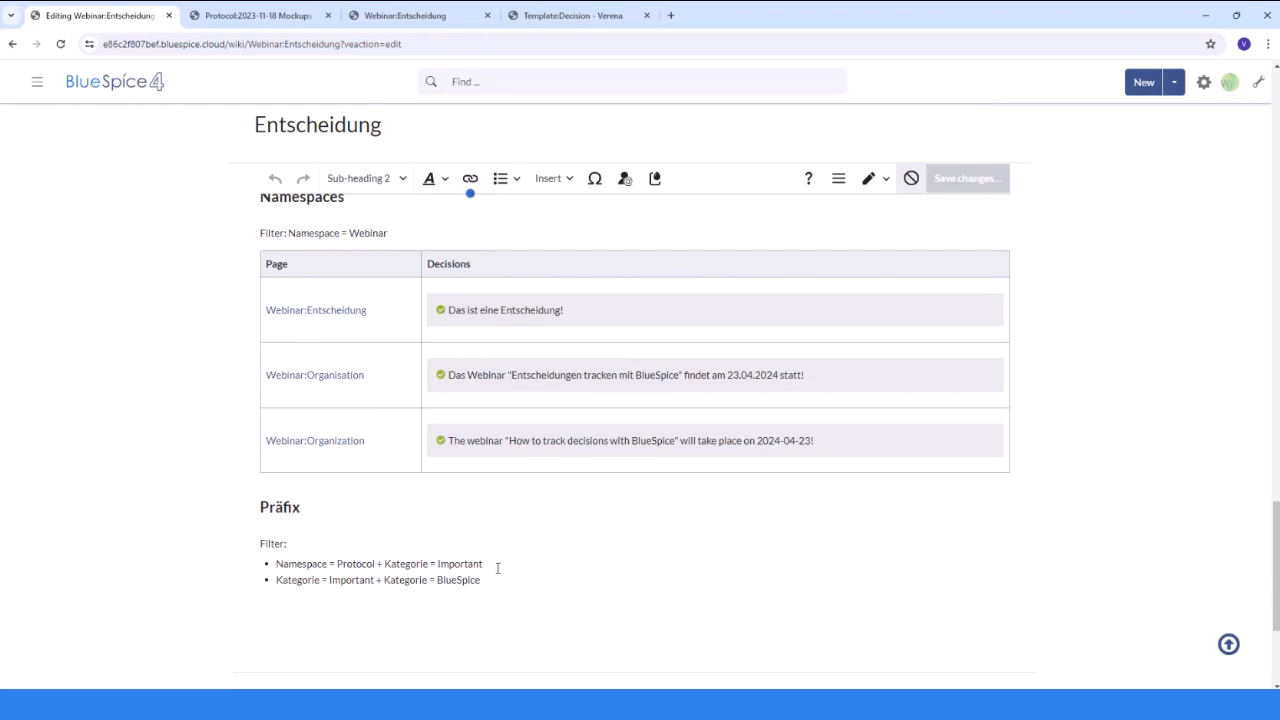 Editing Webinar:Entscheidung
Protocol:2023-11-18 Mockups
Webinar:Entscheidung
Template:Decision - Verena
e86c2f807bef.bluespice.cloud/wiki/Webinar:Entscheidung?veaction=edit
V
BlueSpice 4
Find ...
New
Entscheidung
Sub-heading 2
A
Insert
Ω
?
Save changes...
Namespaces
Filter: Namespace = Webinar
Page
Decisions
Webinar:Entscheidung
Das ist eine Entscheidung!
Webinar:Organisation
Das Webinar "Entscheidungen tracken mit BlueSpice" findet am 23.04.2024 statt!
Webinar:Organization
The webinar "How to track decisions with BlueSpice" will take place on 2024-04-23!
Präfix
Filter:
• Namespace = Protocol + Kategorie = Important
• Kategorie = Important + Kategorie = BlueSpice